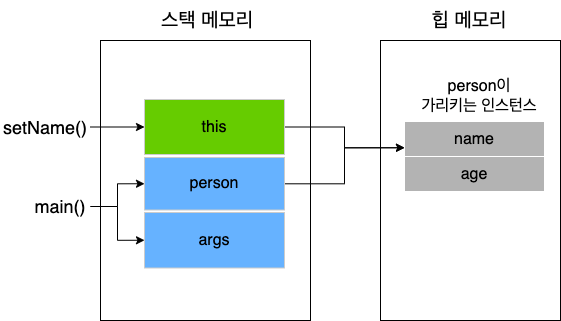 스택 메모리
힙 메모리
setName()
this
person
main()
args
person이
가리키는 인스턴스
name
age